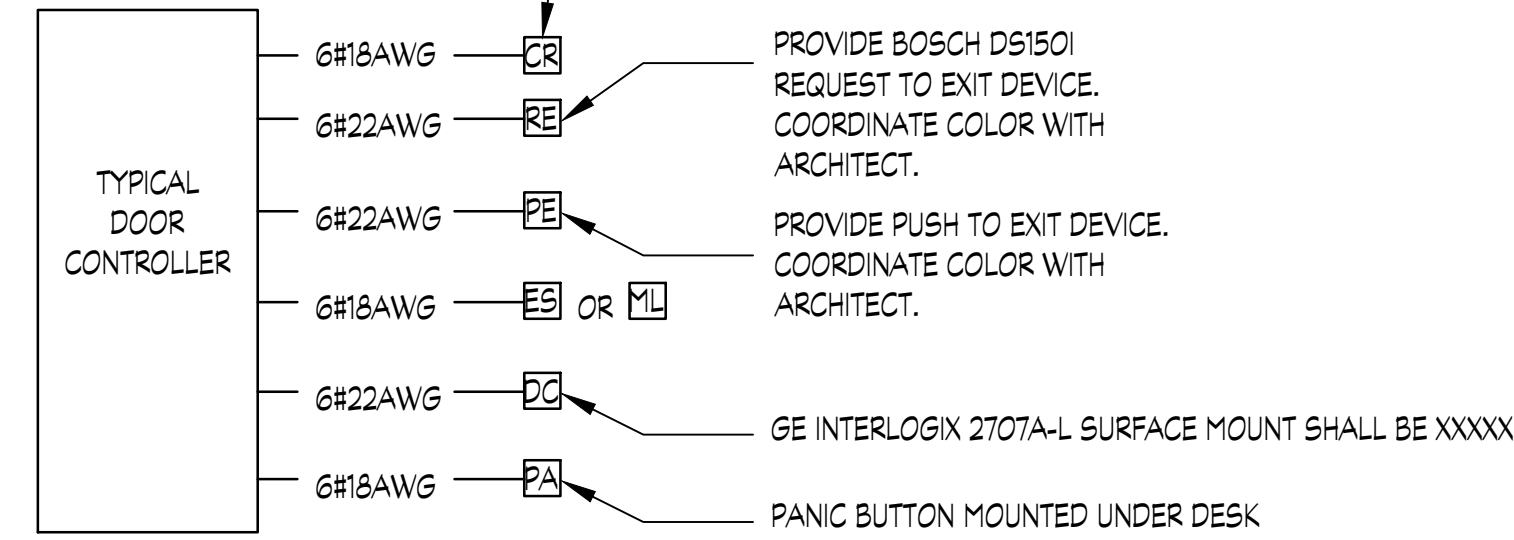 TYPICAL
DOOR
CONTROLLER
6#18AWG CR
6#22AWG RE
PROVIDE BOSCH DS150I
REQUEST TO EXIT DEVICE.
COORDINATE COLOR WITH
ARCHITECT.
6#22AWG PE
PROVIDE PUSH TO EXIT DEVICE.
COORDINATE COLOR WITH
ARCHITECT.
6#18AWG ES OR ML
6#22AWG DC
GE INTERLOGIX 2707A-L SURFACE MOUNT SHALL BE XXXXX
6#18AWG PA
PANIC BUTTON MOUNTED UNDER DESK